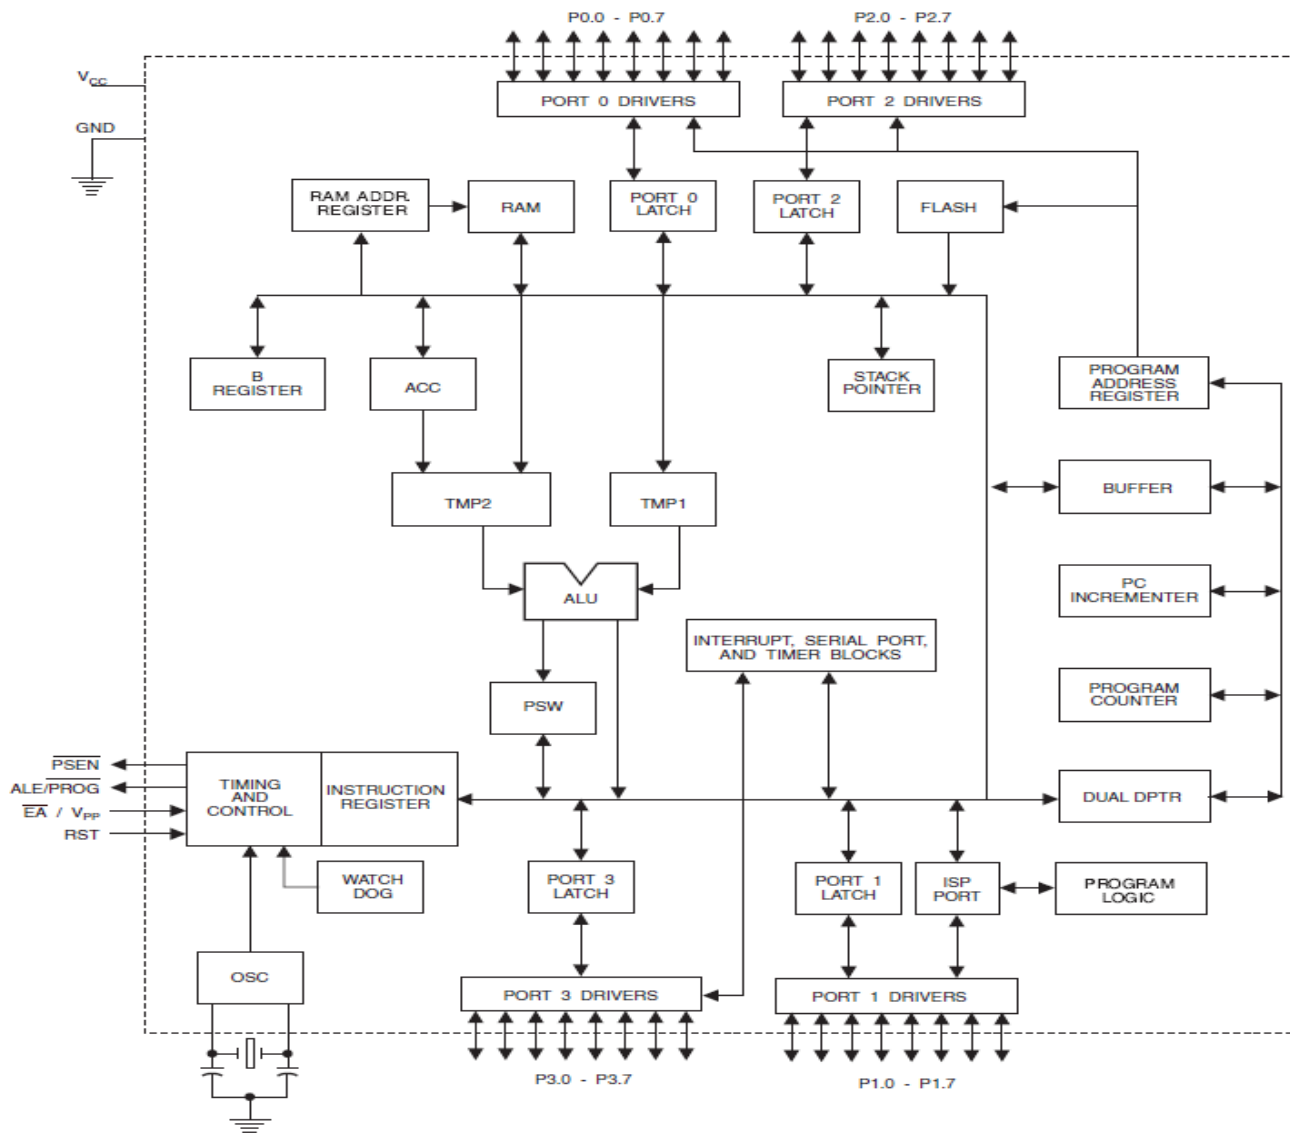 P0.0 - P0.7
P2.0 - P2.7
VCC
GND
PORT 0 DRIVERS
PORT 2 DRIVERS
RAM ADDR.
REGISTER
RAM
PORT 0
LATCH
PORT 2
LATCH
FLASH
B
REGISTER
ACC
STACK
POINTER
PROGRAM
ADDRESS
REGISTER
TMP2
TMP1
BUFFER
ALU
PC
INCREMENTER
INTERRUPT, SERIAL PORT,
AND TIMER BLOCKS
PSW
PROGRAM
COUNTER
PSEN
ALE/PROG
EA / VPP
RST
TIMING
AND
CONTROL
INSTRUCTION
REGISTER
DUAL DPTR
WATCH
DOG
PORT 3
LATCH
PORT 1
LATCH
ISP
PORT
PROGRAM
LOGIC
OSC
PORT 3 DRIVERS
PORT 1 DRIVERS
P3.0 - P3.7
P1.0 - P1.7